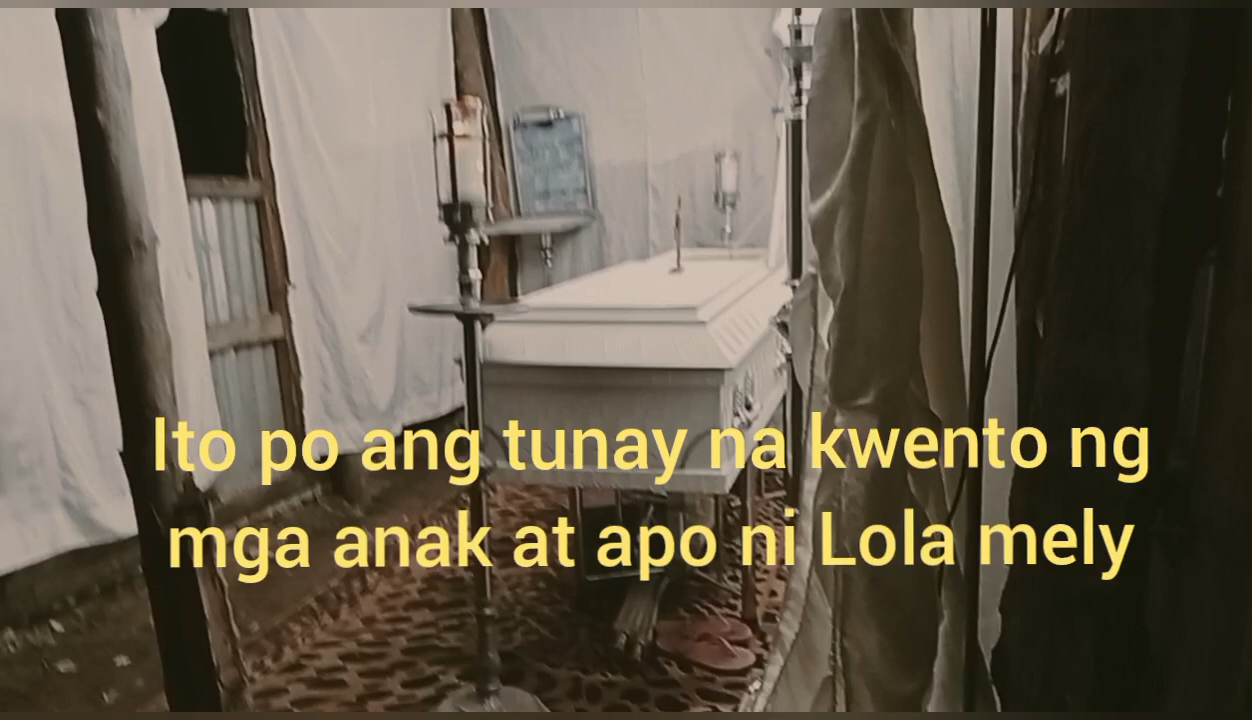 Ito po ang tunay na kwento ng
mga anak at apo ni Lola mely